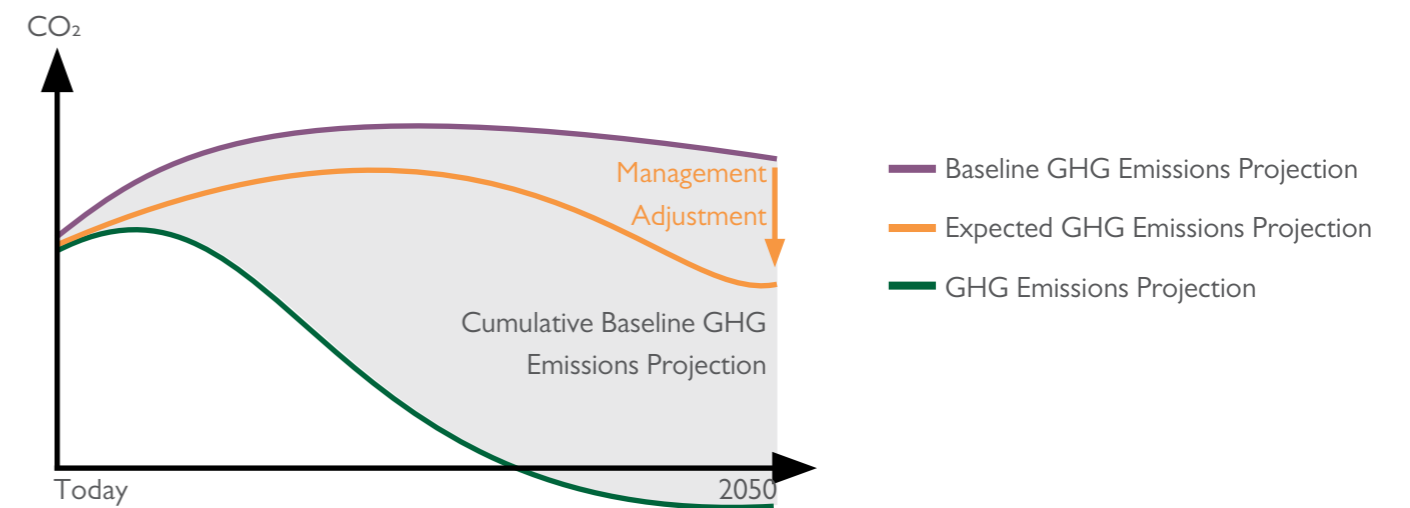 CO₂
Management
Adjustment
Cumulative Baseline GHG
Emissions Projection
Today
2050
Baseline GHG Emissions Projection
Expected GHG Emissions Projection
GHG Emissions Projection